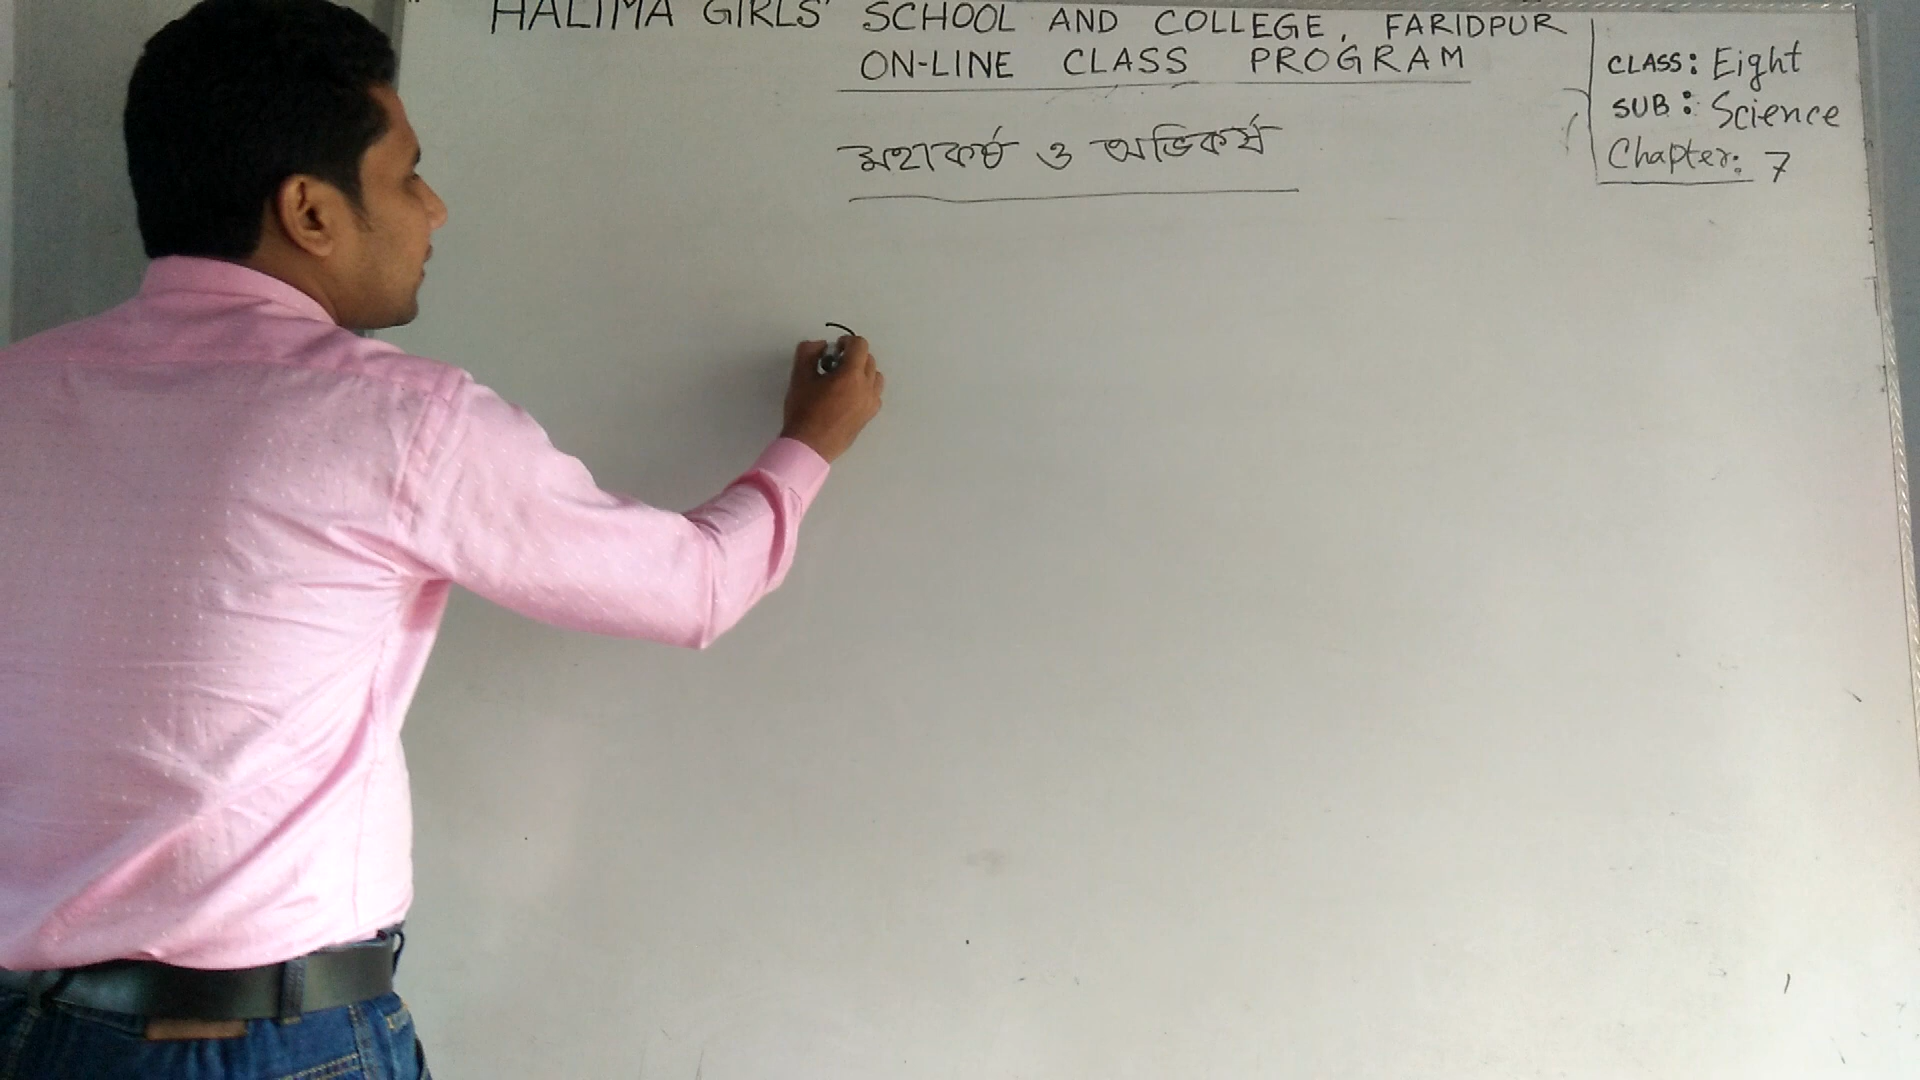 HALIMA GIRLS' SCHOOL AND COLLEGE, FARIDPUR
ON-LINE CLASS PROGRAM
মহাকর্ষ ও অভিকর্ষ
CLASS: Eight
SUB: Science
Chapter: 7